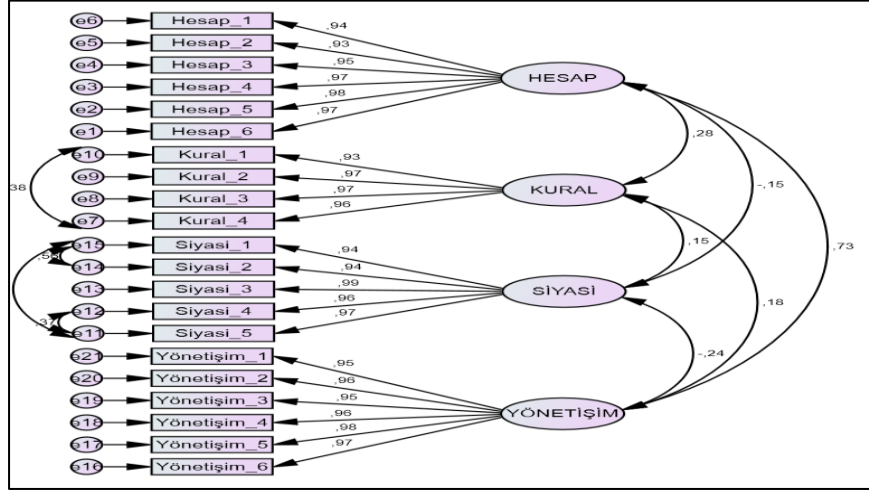 e6 Hesap_1 ,94
e5 Hesap_2 ,93
e4 Hesap_3 ,95
e3 Hesap_4 ,97
e2 Hesap_5 ,98
e1 Hesap_6 ,97
HESAP
e10 Kural_1 ,93
e9 Kural_2 ,97
e8 Kural_3 ,97
e7 Kural_4 ,96
KURAL
38
e15 Siyasi_1 ,94
e14 Siyasi_2 ,94
e13 Siyasi_3 ,99
e12 Siyasi_4 ,96
e11 Siyasi_5 ,97
SİYASİ
,37
e21 Yönetişim_1 ,95
e20 Yönetişim_2 ,96
e19 Yönetişim_3 ,95
e18 Yönetişim_4 ,96
e17 Yönetişim_5 ,98
e16 Yönetişim_6 ,97
YÖNETİŞİM
,28
-,15
,15
,73
,18
-,24